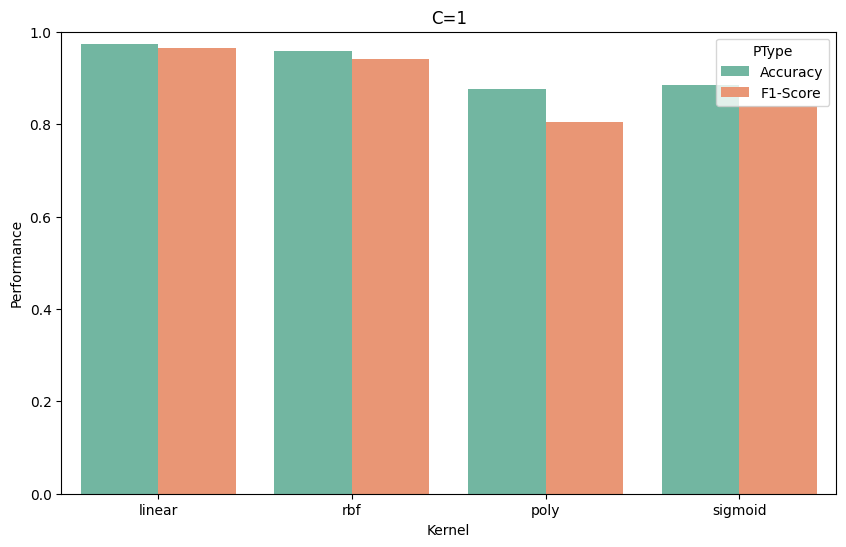 C=1
PType
Accuracy
F1-Score
1.0
0.8
0.6
0.4
0.2
0.0
Performance
linear
rbf
poly
sigmoid
Kernel